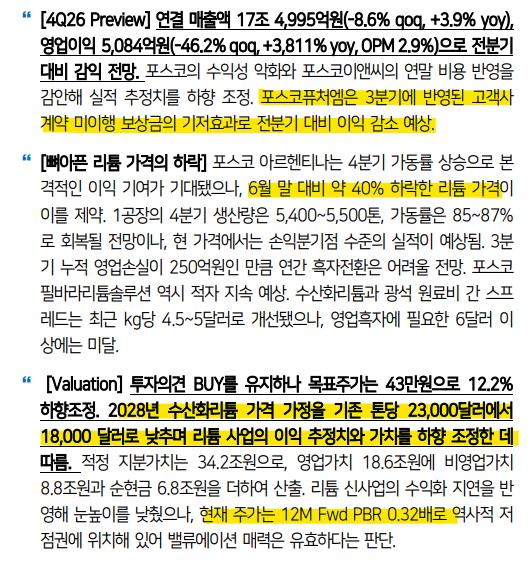 “ [4Q26 Preview] 연결 매출액 17조 4,995억원(-8.6% qoq, +3.9% yoy),
영업이익 5,084억원(-46.2% qoq, +3,811% yoy, OPM 2.9%)으로 전분기
대비 감익 전망. 포스코의 수익성 악화와 포스코이앤씨의 연말 비용 반영을
감안해 실적 추정치를 하향 조정. 포스코퓨처엠은 3분기에 반영된 고객사
계약 미이행 보상금의 기저효과로 전분기 대비 이익 감소 예상.
“ [뼈아픈 리튬 가격의 하락] 포스코 아르헨티나는 4분기 가동률 상승으로 본
격적인 이익 기여가 기대됐으나, 6월 말 대비 약 40% 하락한 리튬 가격이
이를 제약. 1공장의 4분기 생산량은 5,400~5,500톤, 가동률은 85~87%
로 회복될 전망이나, 현 가격에서는 손익분기점 수준의 실적이 예상됨. 3분
기 누적 영업손실이 250억원인 만큼 연간 흑자전환은 어려울 전망. 포스코
필바라리튬솔루션 역시 적자 지속 예상. 수산화리튬과 광석 원료비 간 스프
레드는 최근 kg당 4.5~5달러로 개선됐으나, 영업흑자에 필요한 6달러 이
상에는 미달.
“ [Valuation] 투자의견 BUY를 유지하나 목표주가는 43만원으로 12.2%
하향조정. 2028년 수산화리튬 가격 가정을 기존 톤당 23,000달러에서
18,000 달러로 낮추며 리튬 사업의 이익 추정치와 가치를 하향 조정한 데
따름. 적정 지분가치는 34.2조원으로, 영업가치 18.6조원에 비영업가치
8.8조원과 순현금 6.8조원을 더하여 산출. 리튬 신사업의 수익화 지연을 반
영해 눈높이를 낮췄으나, 현재 주가는 12M Fwd PBR 0.32배로 역사적 저
점권에 위치해 있어 밸류에이션 매력은 유효하다는 판단.